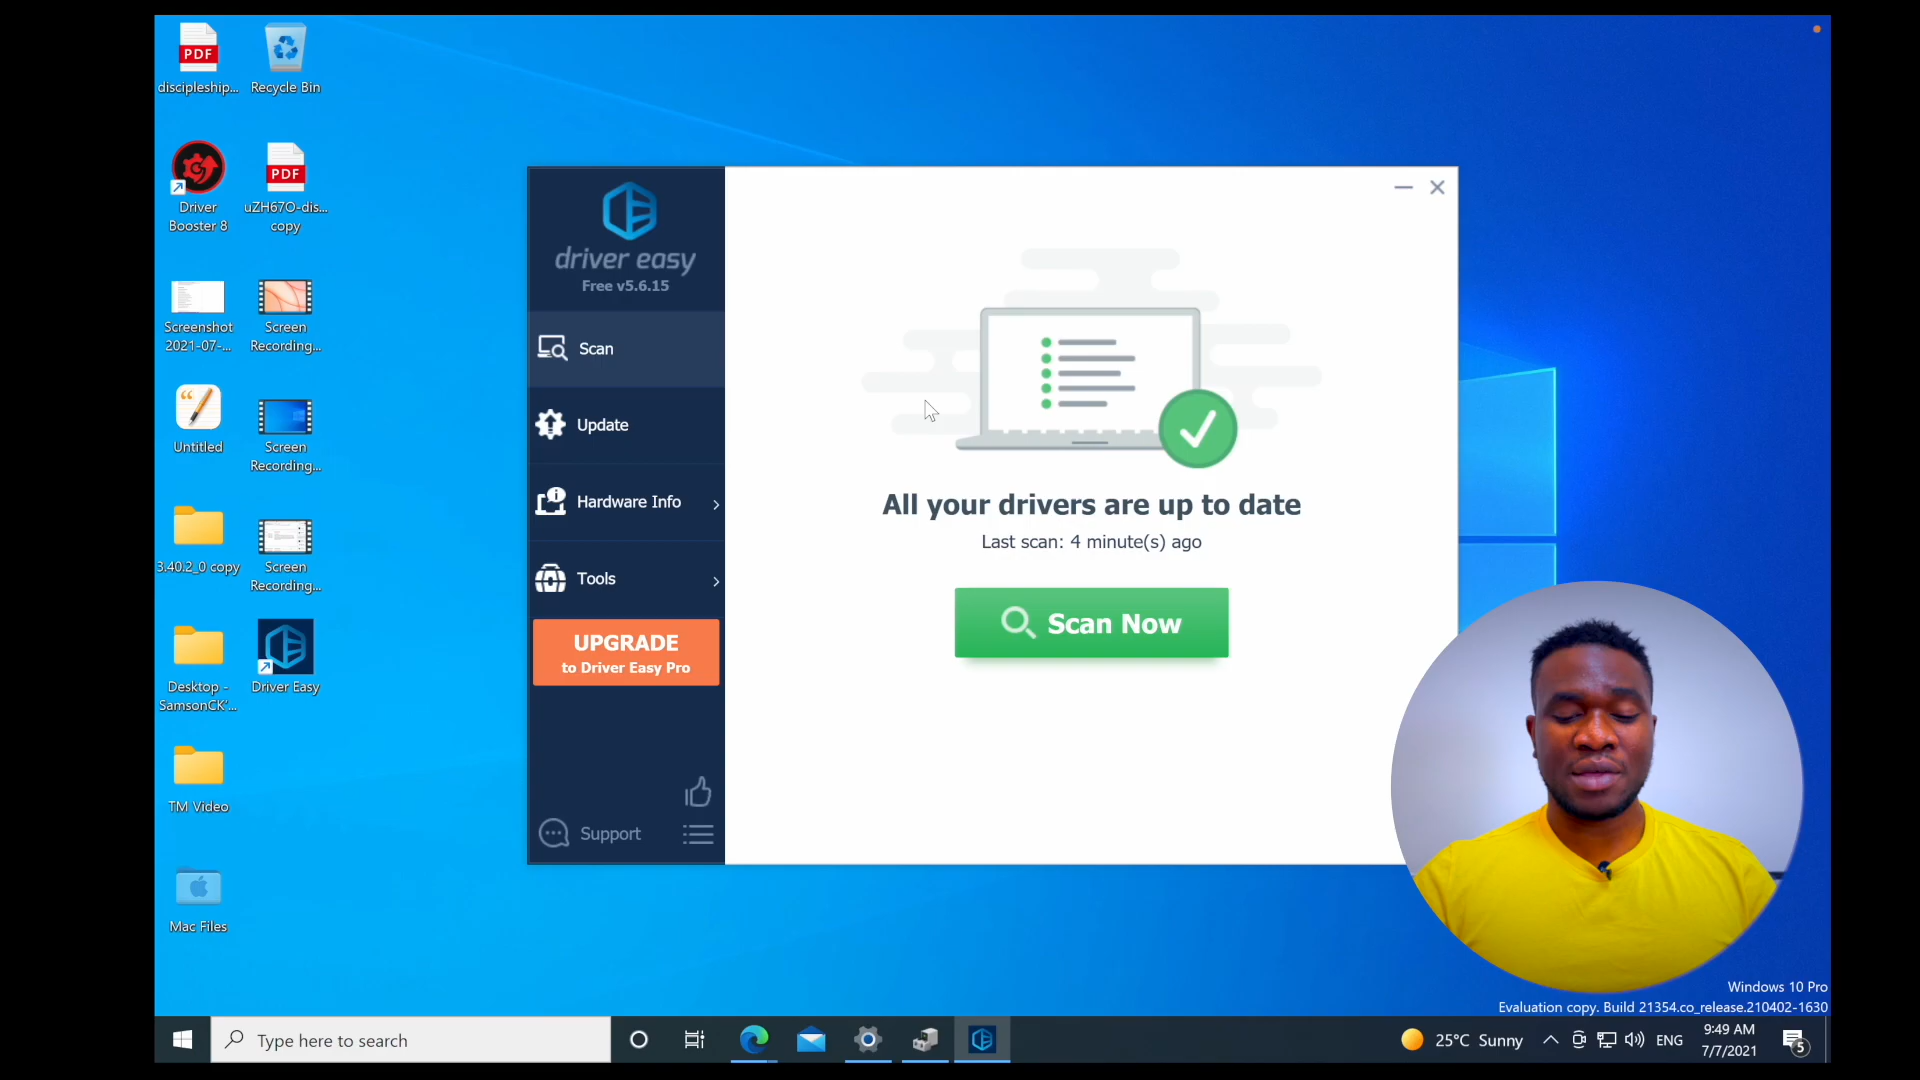 PDF
discipleship...
Recycle Bin
Driver
Booster 8
PDF
uZH67O-dis...
copy
Screenshot
2021-07-...
Screen
Recording...
Untitled
Screen
Recording...
3.40.2_0 copy
Screen
Recording...
Desktop -
SamsonCK'...
Driver Easy
TM Video
Mac Files
driver easy
Free v5.6.15
Scan
Update
Hardware Info
Tools
UPGRADE
to Driver Easy Pro
Support
All your drivers are up to date
Last scan: 4 minute(s) ago
Scan Now
Windows 10 Pro
Evaluation copy. Build 21354.co_release.210402-1630
Type here to search
25°C Sunny
ENG
9:49 AM
7/7/2021
5